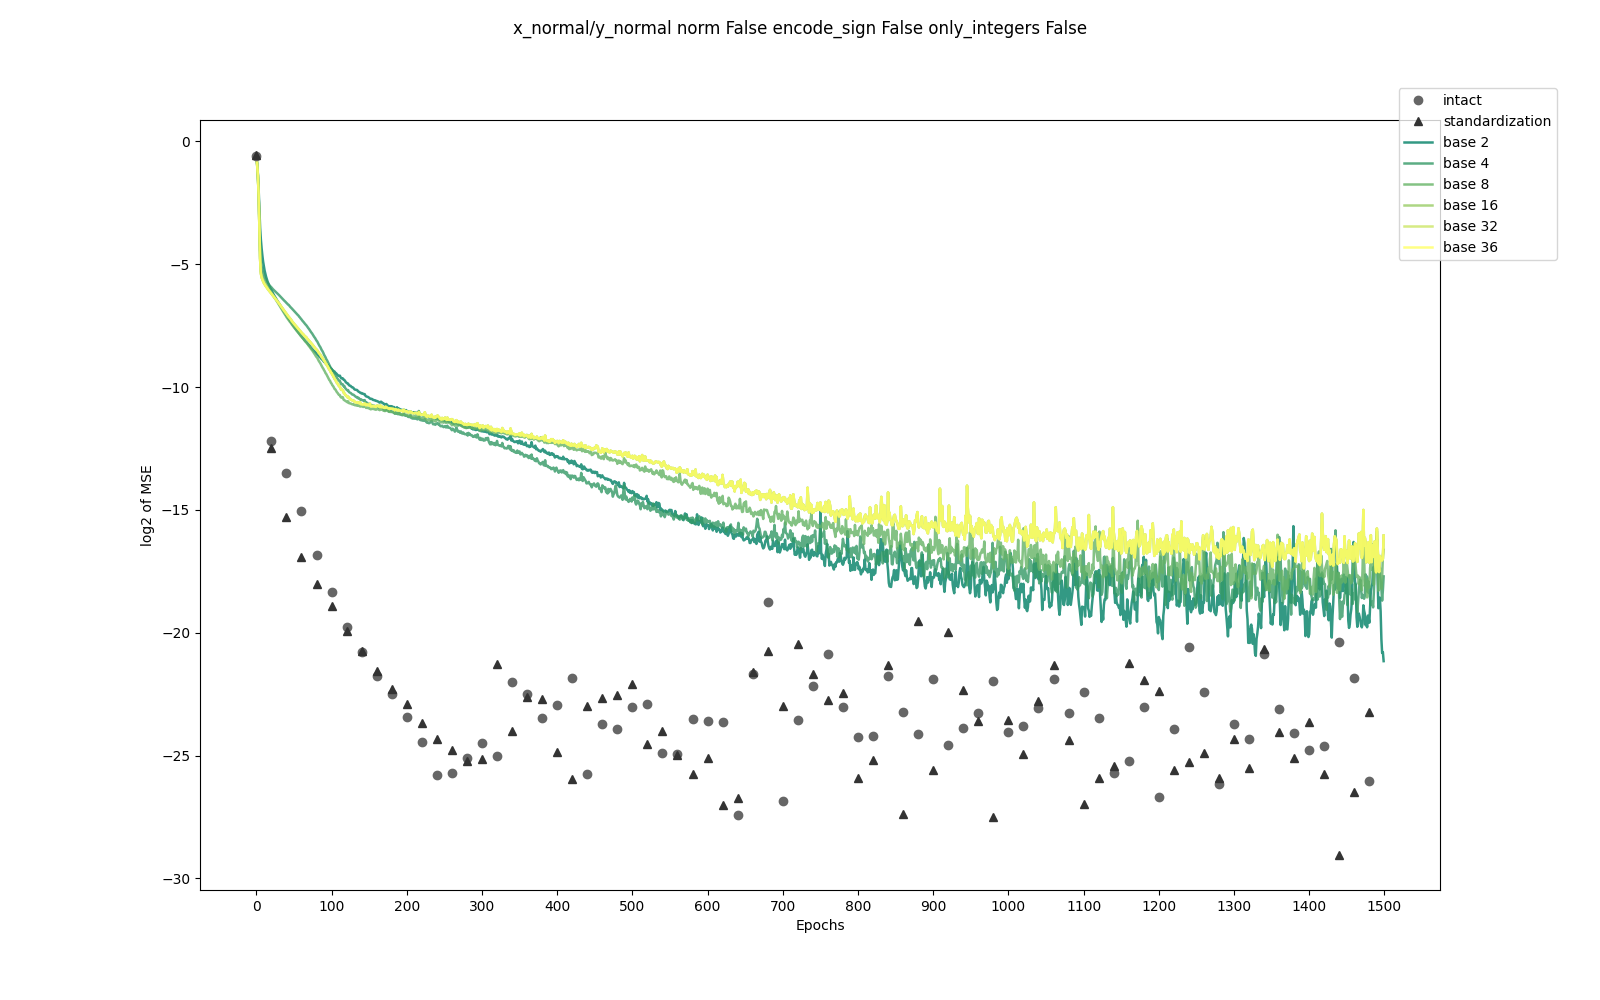 x_normal/y_normal norm False encode_sign False only_integers False
intact
standardization
base 2
base 4
base 8
base 16
base 32
base 36
log2 of MSE
0
−5
−10
−15
−20
−25
−30
0 100 200 300 400 500 600 700 800 900 1000 1100 1200 1300 1400 1500
Epochs